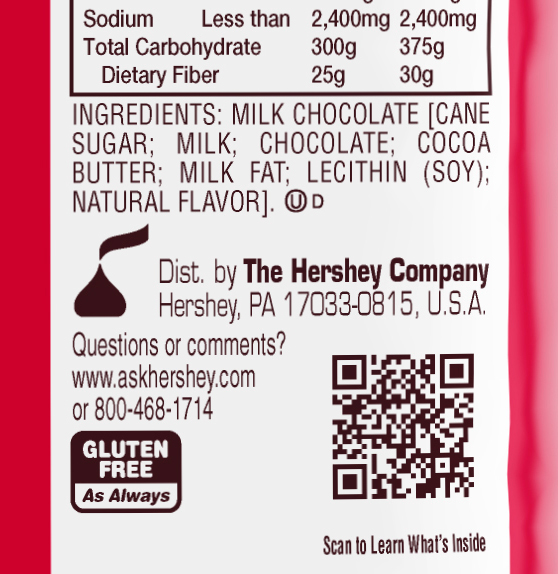 Sodium Less than 2,400mg 2,400mg
Total Carbohydrate 300g 375g
Dietary Fiber 25g 30g
INGREDIENTS: MILK CHOCOLATE [CANE
SUGAR; MILK; CHOCOLATE; COCOA
BUTTER; MILK FAT; LECITHIN (SOY);
NATURAL FLAVOR]. Ⓤ D
Dist. by The Hershey Company
Hershey, PA 17033-0815, U.S.A.
Questions or comments?
www.askhershey.com
or 800-468-1714
GLUTEN
FREE
As Always
Scan to Learn What's Inside